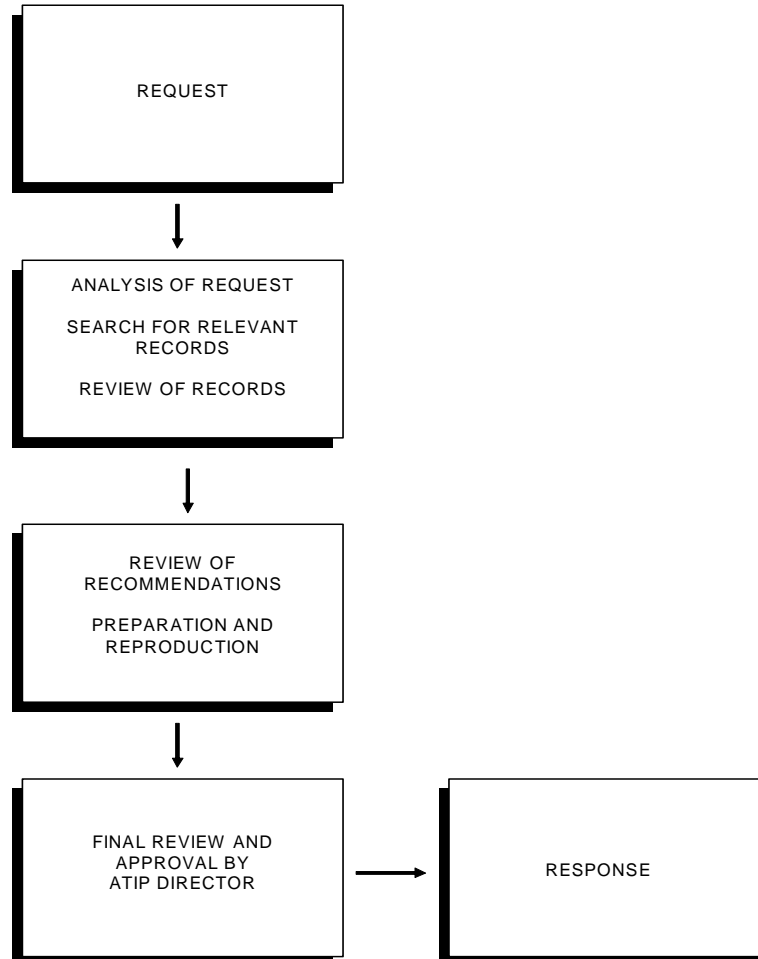 REQUEST
ANALYSIS OF REQUEST
SEARCH FOR RELEVANT
RECORDS
REVIEW OF RECORDS
REVIEW OF
RECOMMENDATIONS
PREPARATION AND
REPRODUCTION
FINAL REVIEW AND
APPROVAL BY
ATIP DIRECTOR
RESPONSE